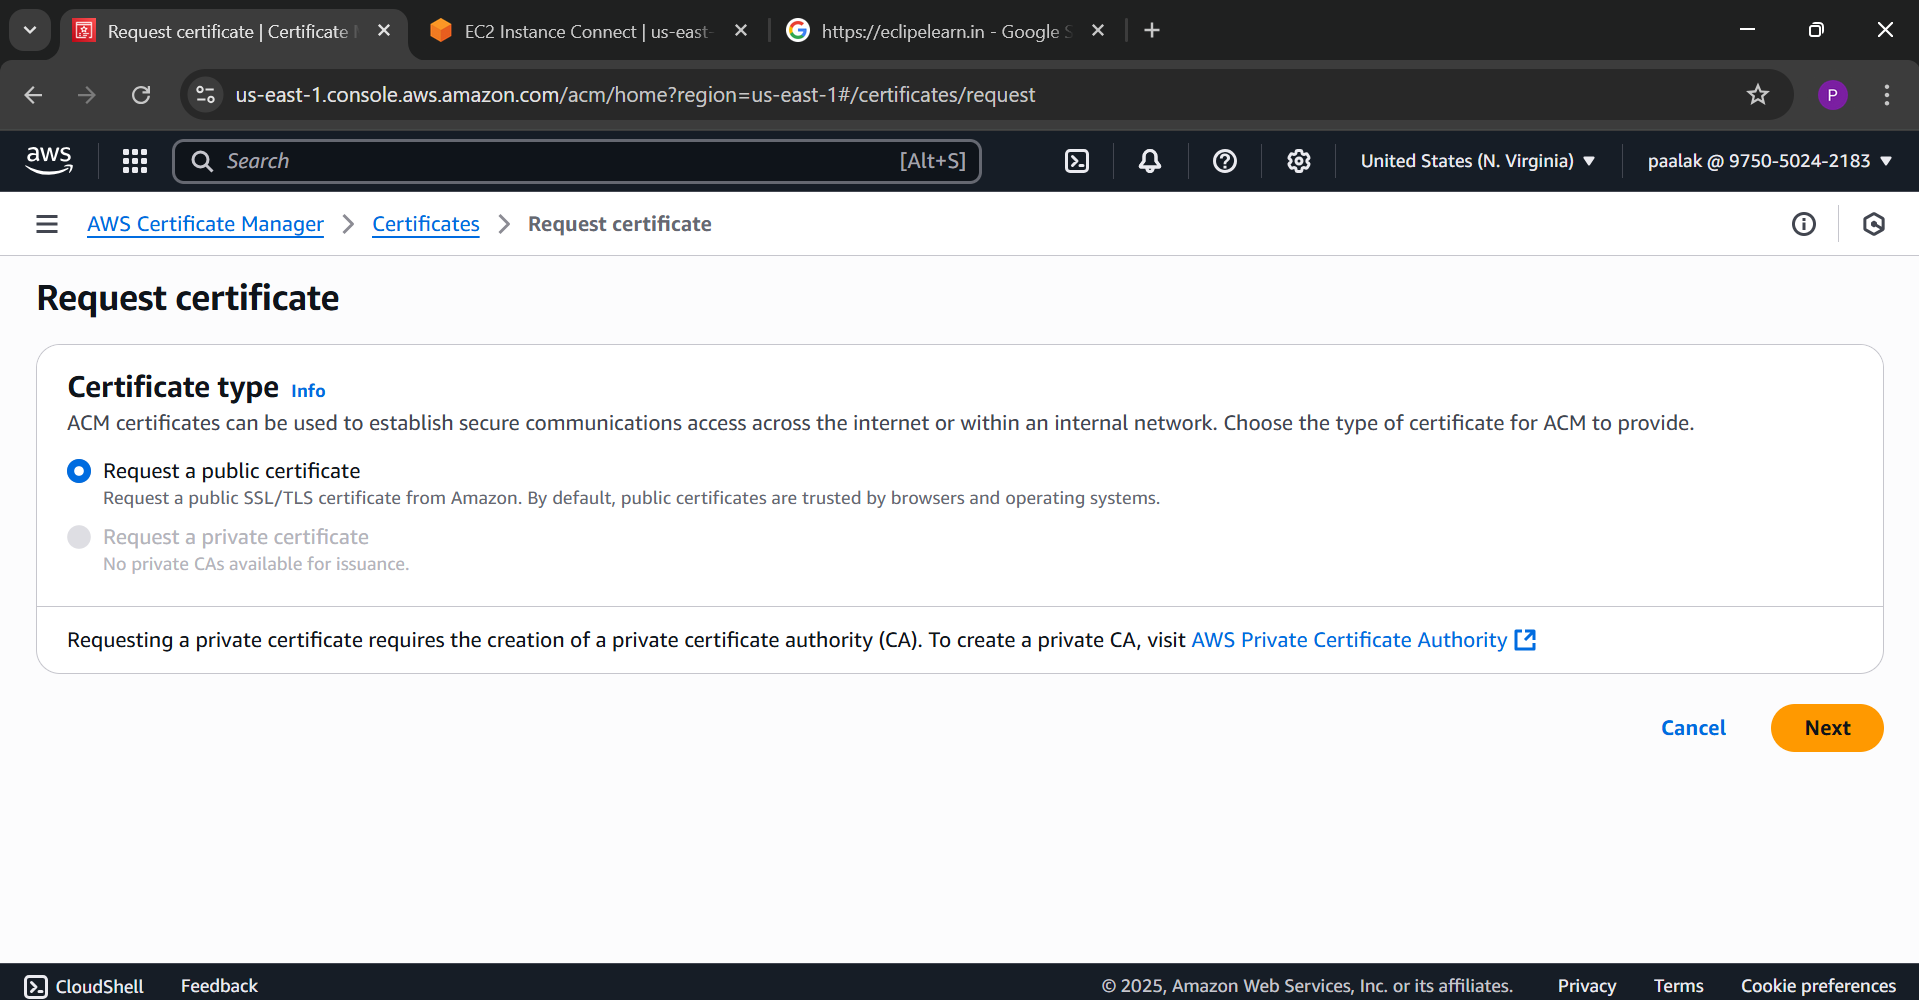 Request certificate | Certificate
EC2 Instance Connect | us-east-
https://eclipelearn.in - Google S
us-east-1.console.aws.amazon.com/acm/home?region=us-east-1#/certificates/request
P
aws
Search
[Alt+S]
United States (N. Virginia)
paalak @ 9750-5024-2183
AWS Certificate Manager
Certificates
Request certificate
Request certificate
Certificate type Info
ACM certificates can be used to establish secure communications access across the internet or within an internal network. Choose the type of certificate for ACM to provide.
Request a public certificate
Request a public SSL/TLS certificate from Amazon. By default, public certificates are trusted by browsers and operating systems.
Request a private certificate
No private CAs available for issuance.
Requesting a private certificate requires the creation of a private certificate authority (CA). To create a private CA, visit AWS Private Certificate Authority
Cancel
Next
CloudShell
Feedback
© 2025, Amazon Web Services, Inc. or its affiliates.
Privacy
Terms
Cookie preferences